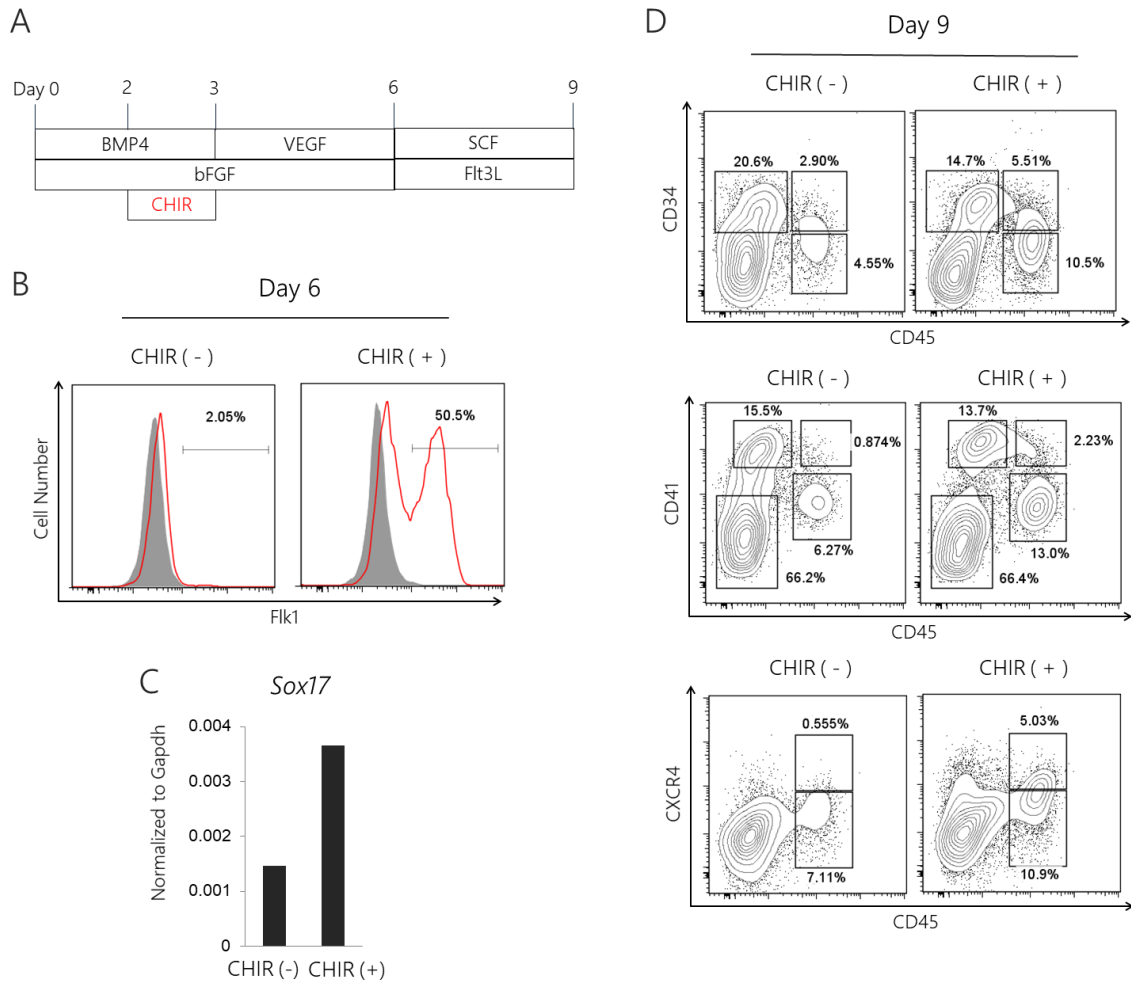 A
Day 0 2 3 6 9
BMP4 VEGF SCF
bFGF Flt3L
CHIR
B
Day 6
CHIR ( - ) CHIR ( + )
2.05% 50.5%
Cell Number
Flk1
C
Sox17
Normalized to Gapdh
0.004
0.003
0.002
0.001
0
CHIR (-) CHIR (+)
D
Day 9
CHIR ( - ) CHIR ( + )
20.6% 2.90% 14.7% 5.51%
CD34
4.55% 10.5%
CD45
CHIR ( - ) CHIR ( + )
15.5% 13.7%
0.874% 2.23%
CD41
6.27% 13.0%
66.2% 66.4%
CD45
CHIR ( - ) CHIR ( + )
0.555% 5.03%
CXCR4
7.11% 10.9%
CD45